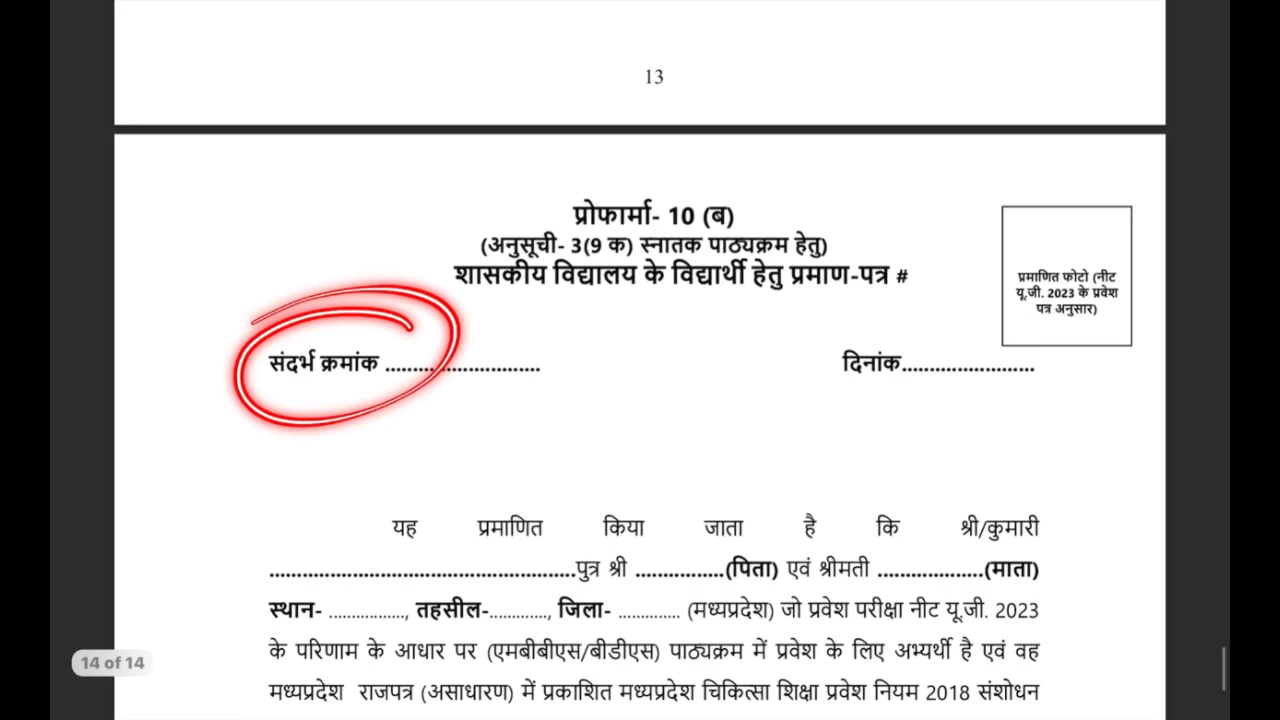 13
प्रोफार्मा- 10 (ब)
(अनुसूची- 3(9 क) स्नातक पाठ्यक्रम हेतु)
शासकीय विद्यालय के विद्यार्थी हेतु प्रमाण-पत्र #
प्रमाणित फोटो (नीट
यू.जी. 2023 के प्रवेश
पत्र अनुसार)
संदर्भ क्रमांक ............................ दिनांक........................
यह प्रमाणित किया जाता है कि श्री/कुमारी
.......................................................पुत्र श्री ................(पिता) एवं श्रीमती ...................(माता)
स्थान- ................., तहसील-............., जिला- .............. (मध्यप्रदेश) जो प्रवेश परीक्षा नीट यू.जी. 2023
के परिणाम के आधार पर (एमबीबीएस/बीडीएस) पाठ्यक्रम में प्रवेश के लिए अभ्यर्थी है एवं वह
मध्यप्रदेश राजपत्र (असाधारण) में प्रकाशित मध्यप्रदेश चिकित्सा शिक्षा प्रवेश नियम 2018 संशोधन
14 of 14